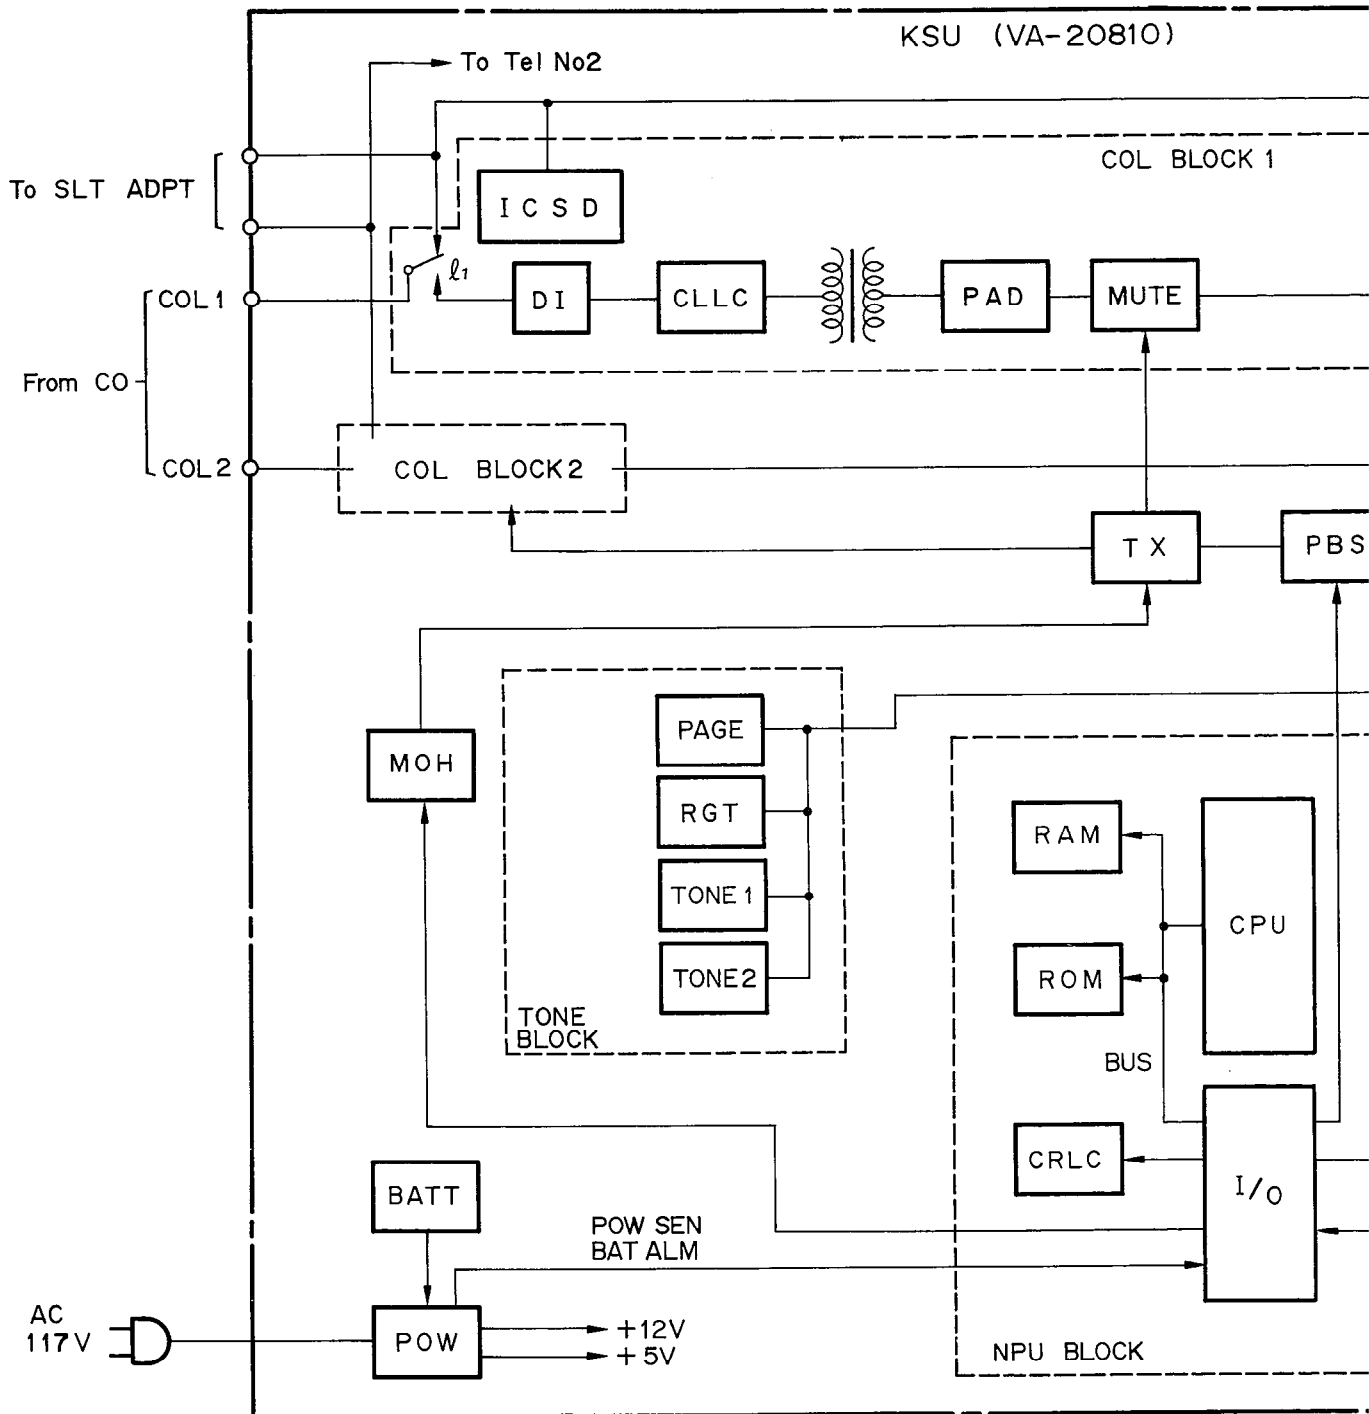 KSU (VA-20810)
To Tel No2
COL BLOCK 1
To SLT ADPT
ICSD
ℓ1
COL 1
DI
CLLC
PAD
MUTE
From CO
COL 2
COL BLOCK 2
TX
PBS
PAGE
MOH
RGT
RAM
TONE 1
CPU
TONE 2
ROM
TONE
BLOCK
BUS
CRLC
I/O
BATT
POW SEN
BAT ALM
AC
117V
POW
+12V
+5V
NPU BLOCK